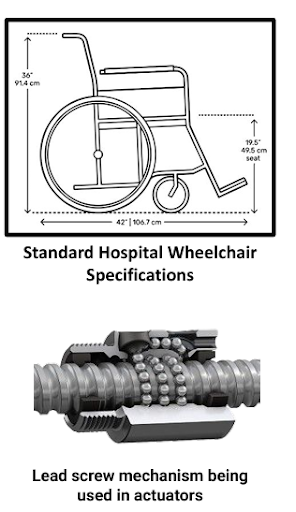 36"
91.4 cm
19.5"
49.5 cm
seat
42" | 106.7 cm
Standard Hospital Wheelchair
Specifications
Lead screw mechanism being
used in actuators